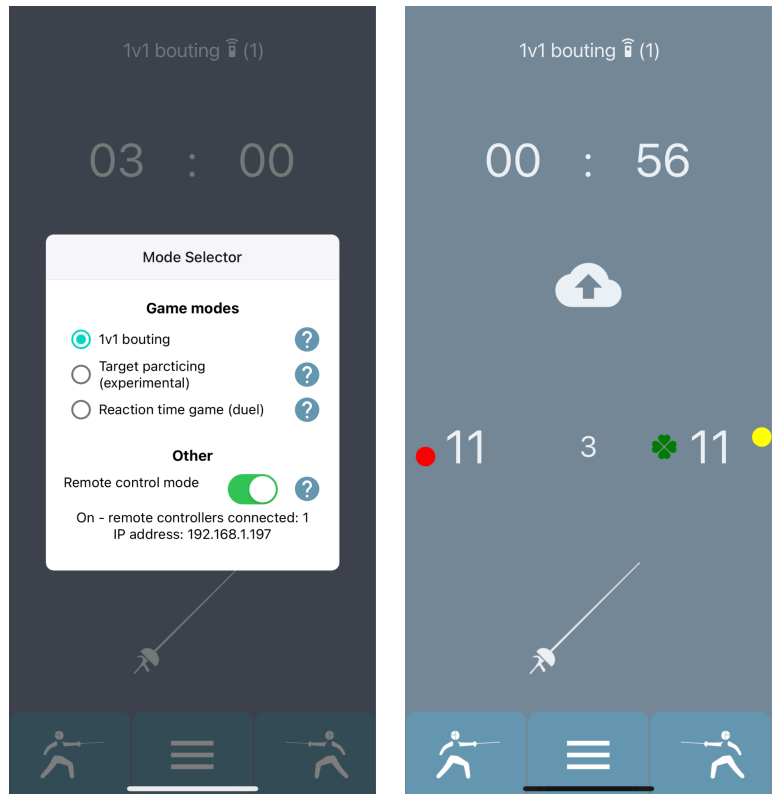 1v1 bouting (1)
03 : 00
Mode Selector
Game modes
1v1 bouting
?
Target parcticing
(experimental)
?
Reaction time game (duel)
?
Other
Remote control mode
?
On - remote controllers connected: 1
IP address: 192.168.1.197
1v1 bouting (1)
00 : 56
11
3
11